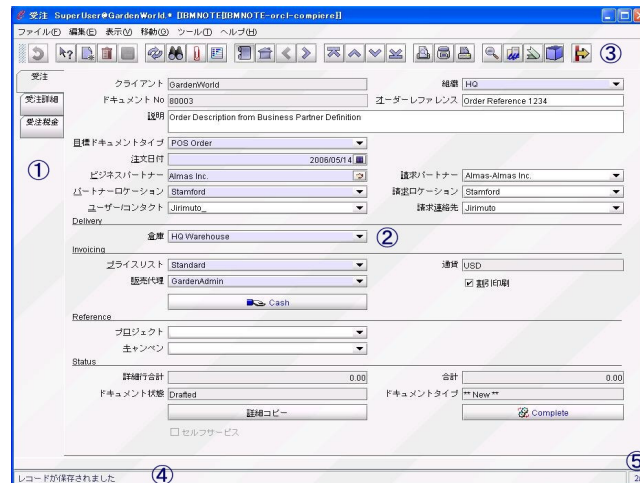 受注 SuperUser@GardenWorld.* [IBMNOTE[IBMNOTE-orcl-compiere]]
ファイル(F) 編集(E) 表示(V) 移動(G) ツール(T) ヘルプ(H)
③
受注
受注詳細
受注税金
①
クライアント GardenWorld 組織 HQ
ドキュメント No 80003 オーダーレファレンス Order Reference 1234
説明 Order Description from Business Partner Definition
目標ドキュメントタイプ POS Order
注文日付 2006/05/14
ビジネスパートナー Almas Inc. 請求パートナー Almas-Almas Inc.
パートナーロケーション Stamford 請求ロケーション Stamford
ユーザー/コンタクト Jirimuto_ 請求連絡先 Jirimuto
Delivery
倉庫 HQ Warehouse ②
Invoicing
プライスリスト Standard 通貨 USD
販売代理 GardenAdmin 割引印刷
Cash
Reference
プロジェクト
キャンペン
Status
詳細行合計 0.00 合計 0.00
ドキュメント状態 Drafted ドキュメントタイプ ** New **
詳細コピー Complete
セルフサービス
レコードが保存されました ④ ⑤